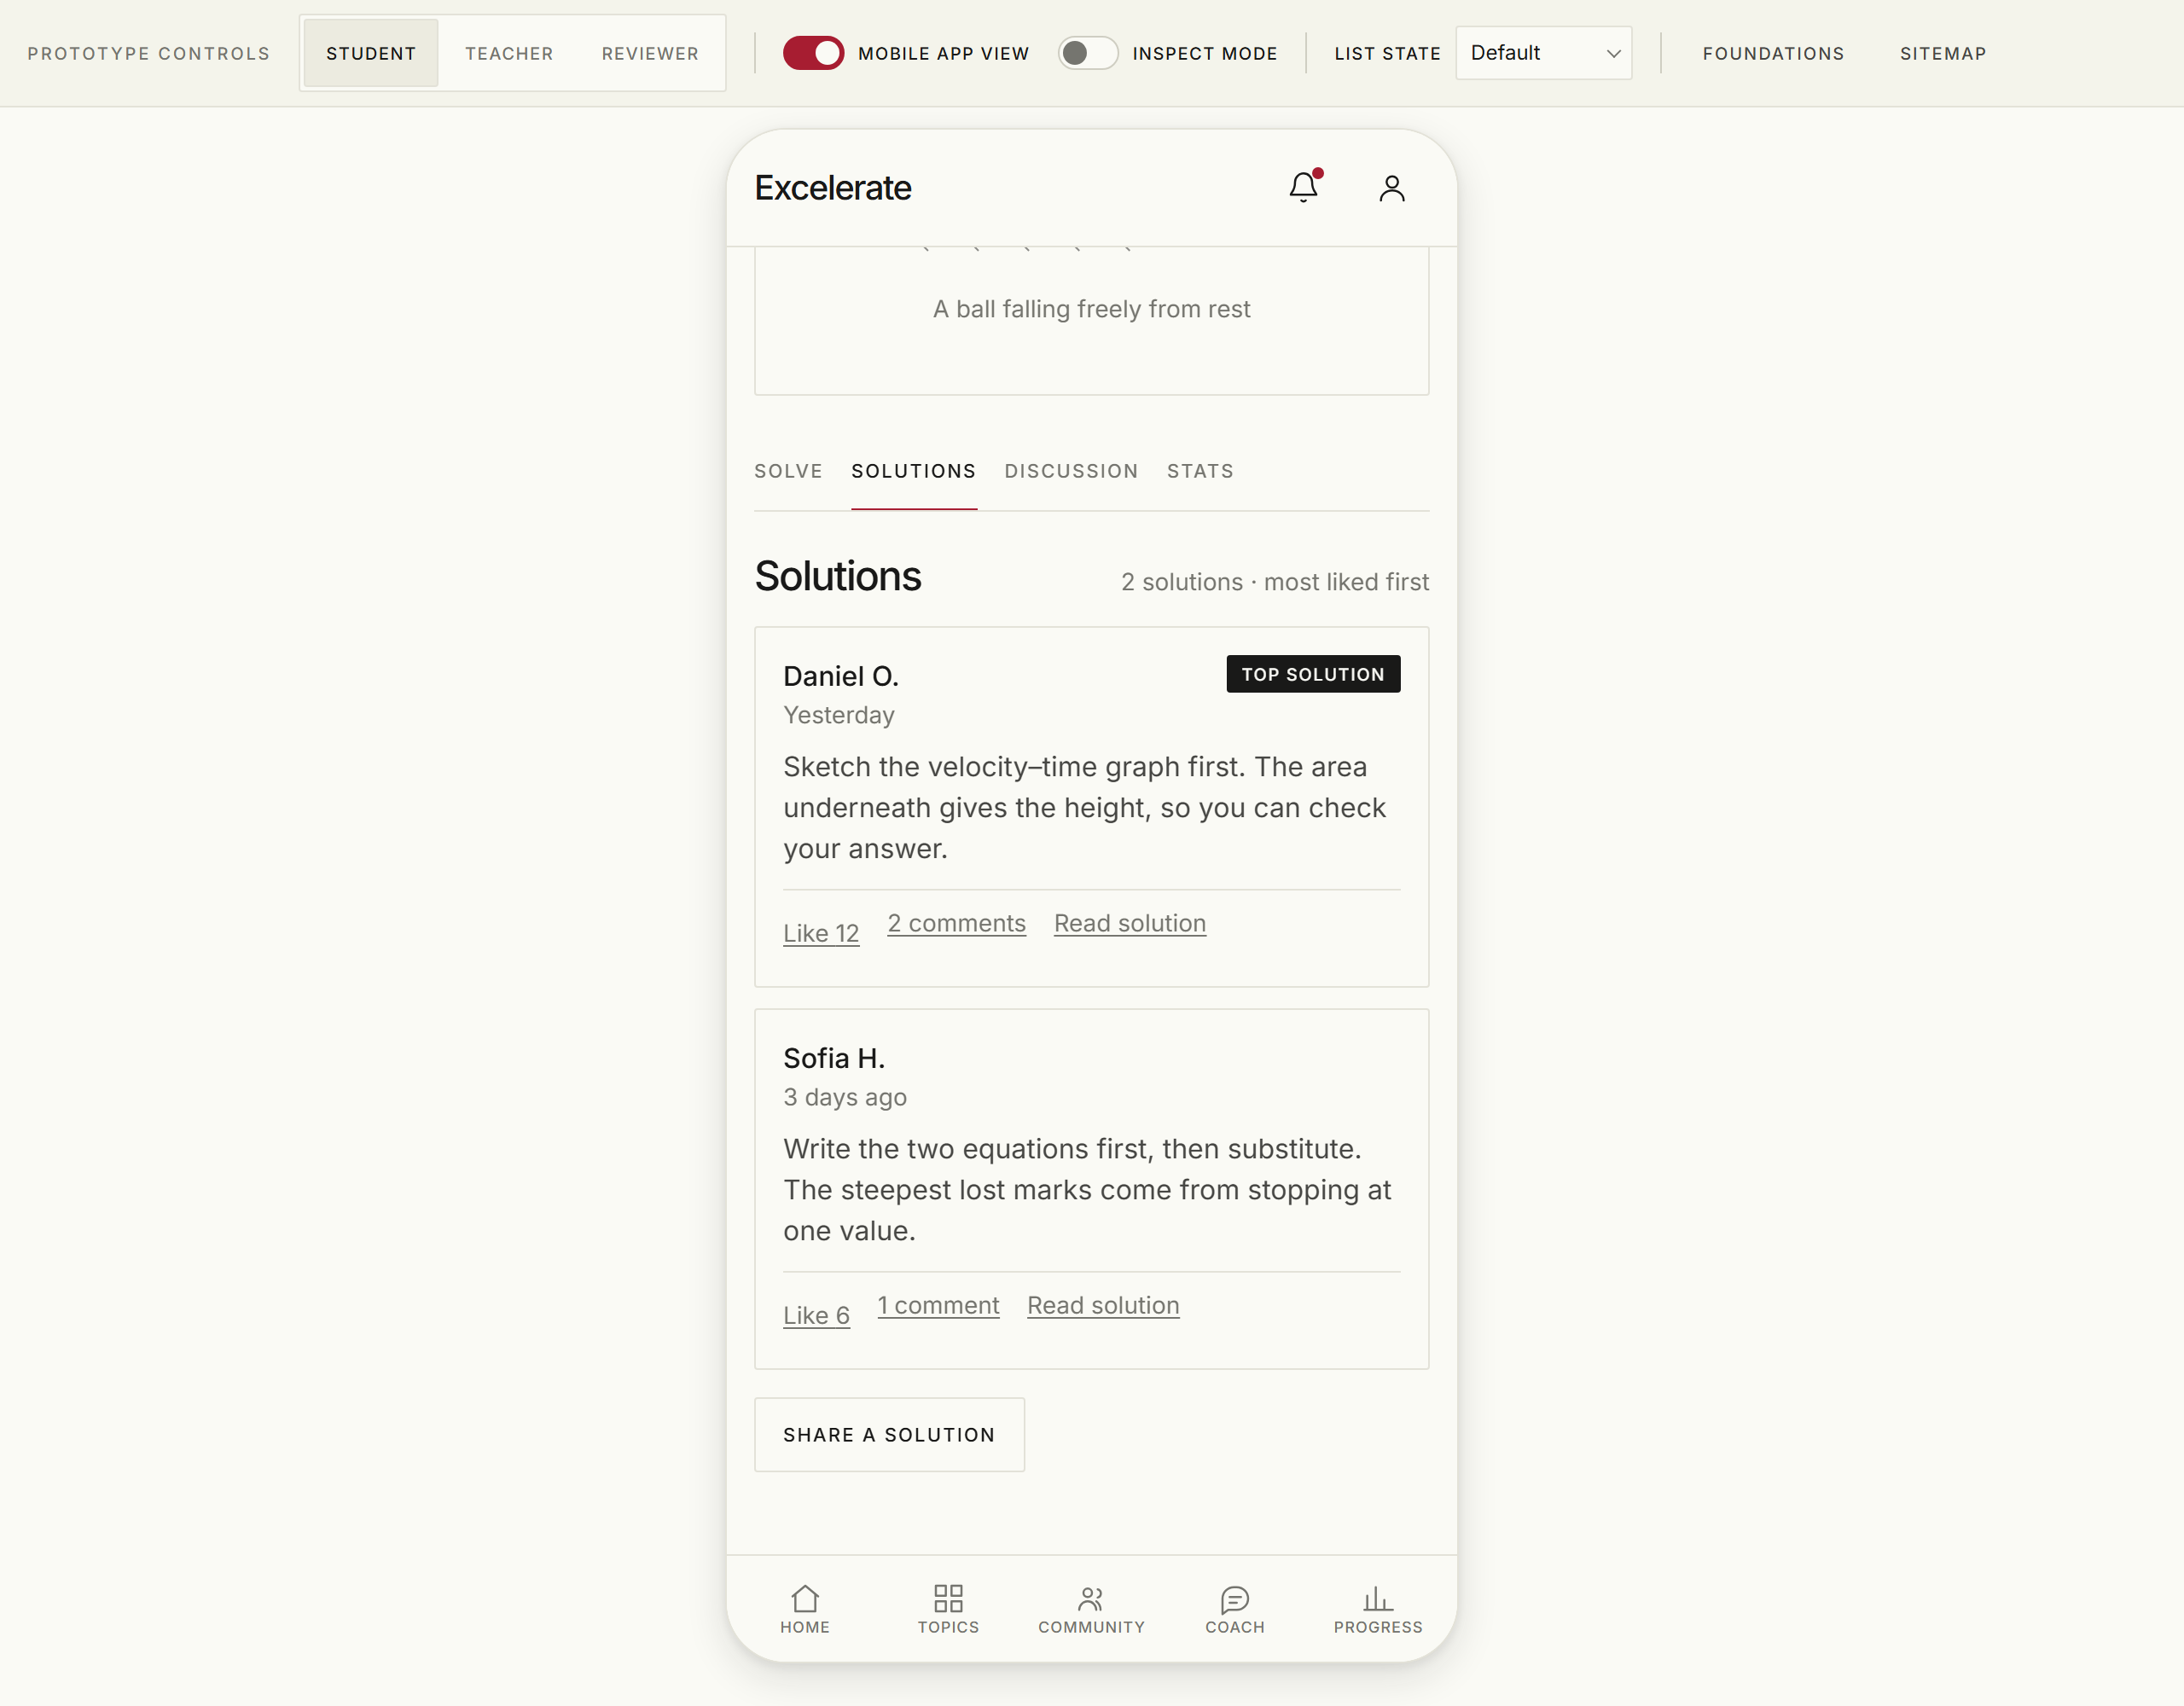 PROTOTYPE CONTROLS
STUDENT
TEACHER
REVIEWER
MOBILE APP VIEW
INSPECT MODE
LIST STATE
Default
FOUNDATIONS
SITEMAP
Excelerate
A ball falling freely from rest
SOLVE
SOLUTIONS
DISCUSSION
STATS
Solutions
2 solutions · most liked first
Daniel O.
TOP SOLUTION
Yesterday
Sketch the velocity–time graph first. The area
underneath gives the height, so you can check
your answer.
Like 12
2 comments
Read solution
Sofia H.
3 days ago
Write the two equations first, then substitute.
The steepest lost marks come from stopping at
one value.
Like 6
1 comment
Read solution
SHARE A SOLUTION
HOME
TOPICS
COMMUNITY
COACH
PROGRESS